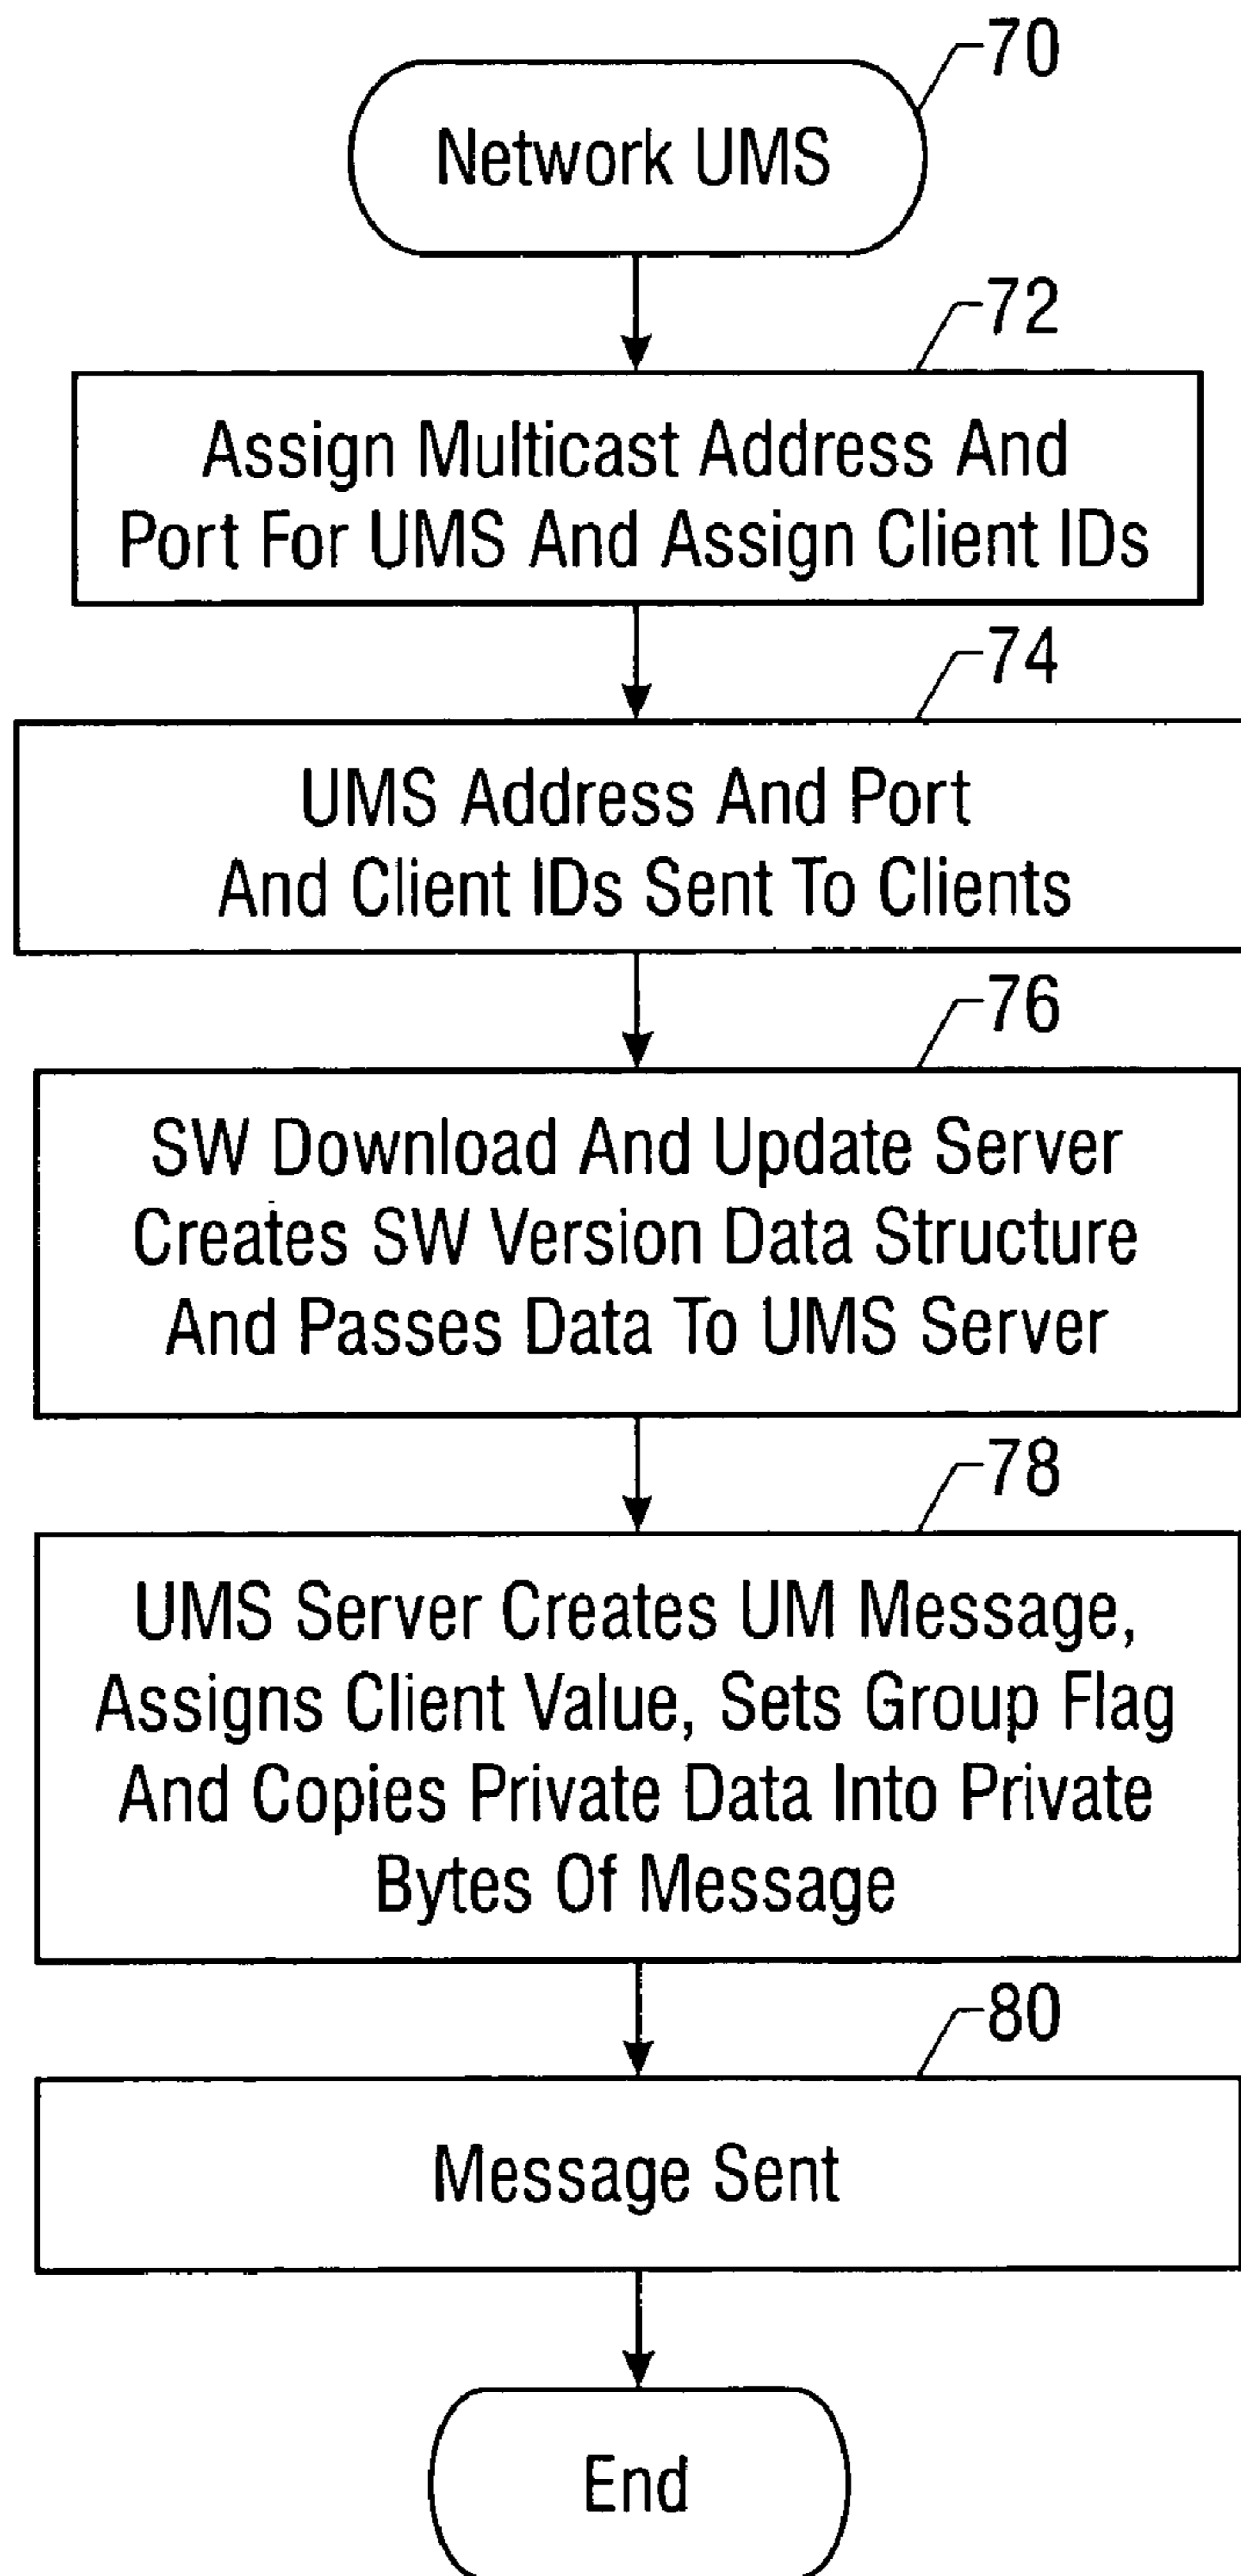 70
Network UMS
72
Assign Multicast Address And
Port For UMS And Assign Client IDs
74
UMS Address And Port
And Client IDs Sent To Clients
76
SW Download And Update Server
Creates SW Version Data Structure
And Passes Data To UMS Server
78
UMS Server Creates UM Message,
Assigns Client Value, Sets Group Flag
And Copies Private Data Into Private
Bytes Of Message
80
Message Sent
End